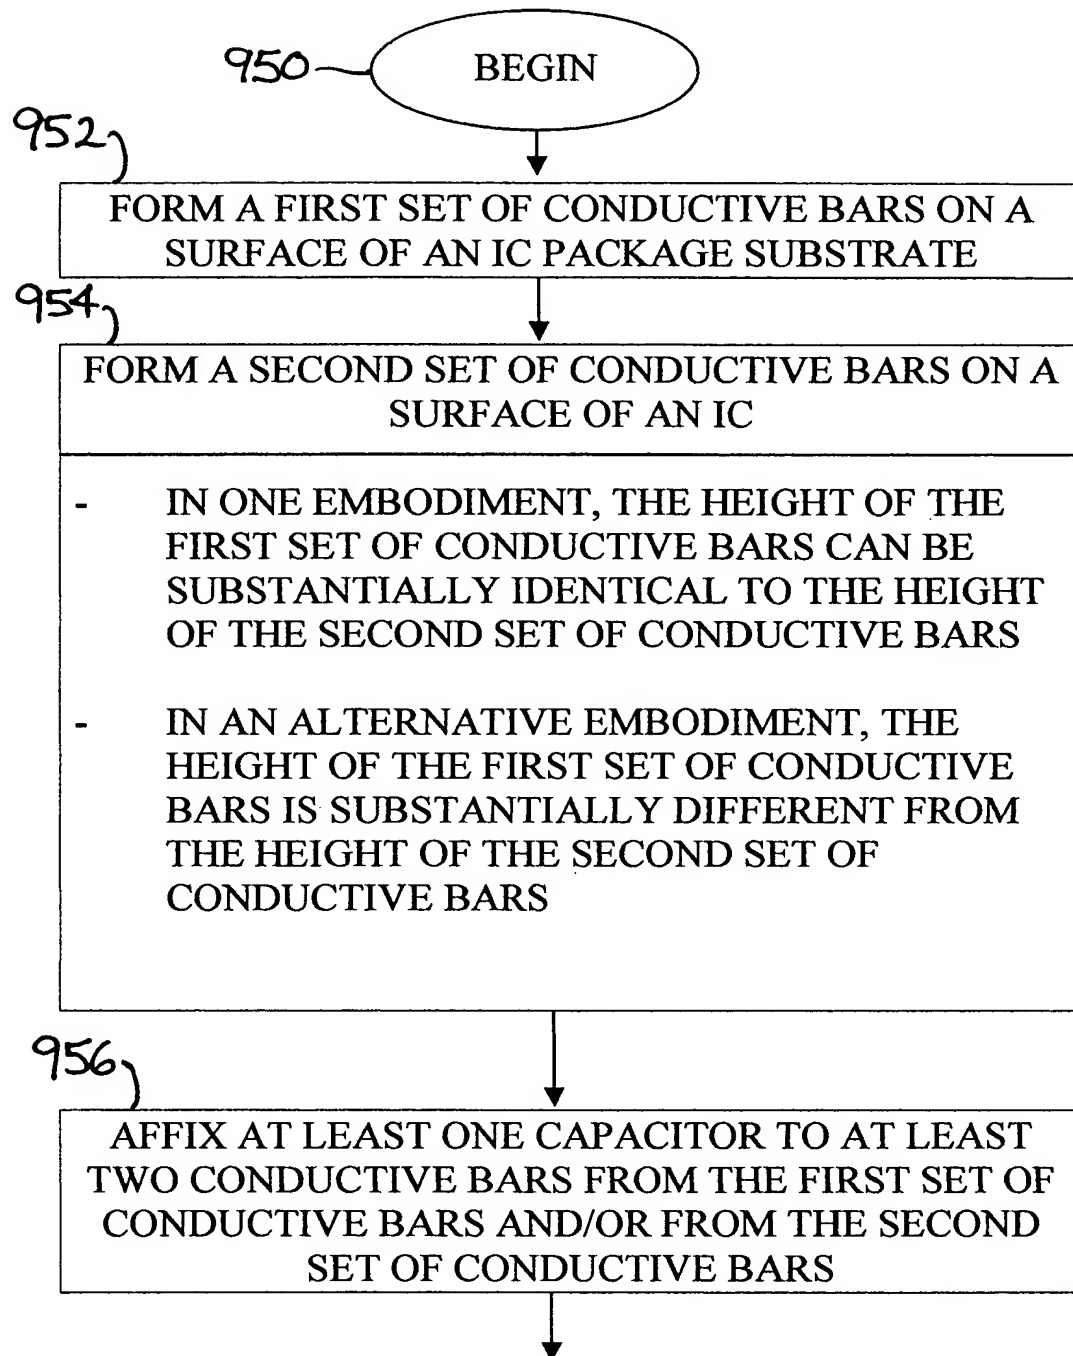 950 BEGIN
952
FORM A FIRST SET OF CONDUCTIVE BARS ON A
SURFACE OF AN IC PACKAGE SUBSTRATE
954
FORM A SECOND SET OF CONDUCTIVE BARS ON A
SURFACE OF AN IC
- IN ONE EMBODIMENT, THE HEIGHT OF THE
FIRST SET OF CONDUCTIVE BARS CAN BE
SUBSTANTIALLY IDENTICAL TO THE HEIGHT
OF THE SECOND SET OF CONDUCTIVE BARS
- IN AN ALTERNATIVE EMBODIMENT, THE
HEIGHT OF THE FIRST SET OF CONDUCTIVE
BARS IS SUBSTANTIALLY DIFFERENT FROM
THE HEIGHT OF THE SECOND SET OF
CONDUCTIVE BARS
956
AFFIX AT LEAST ONE CAPACITOR TO AT LEAST
TWO CONDUCTIVE BARS FROM THE FIRST SET OF
CONDUCTIVE BARS AND/OR FROM THE SECOND
SET OF CONDUCTIVE BARS